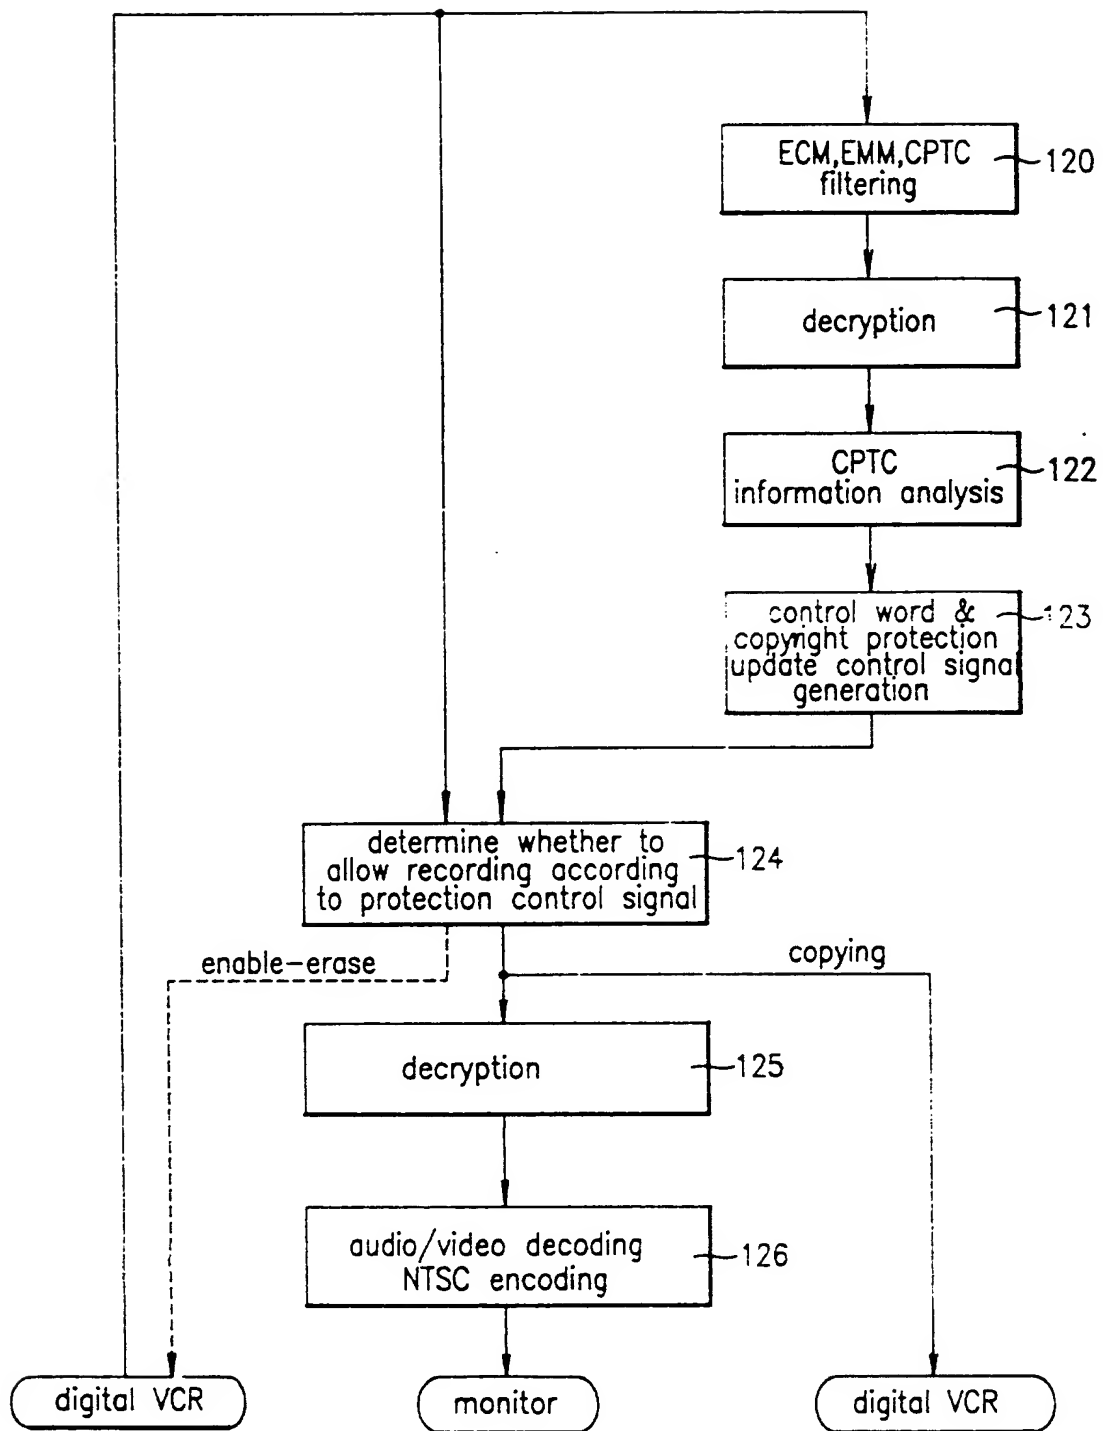 ECM,EMM,CPTC
filtering
120
decryption
121
CPTC
information analysis
122
control word &
copyright protection
update control signal
generation
123
determine whether to
allow recording according
to protection control signal
124
enable-erase
copying
decryption
125
audio/video decoding
NTSC encoding
126
digital VCR
monitor
digital VCR